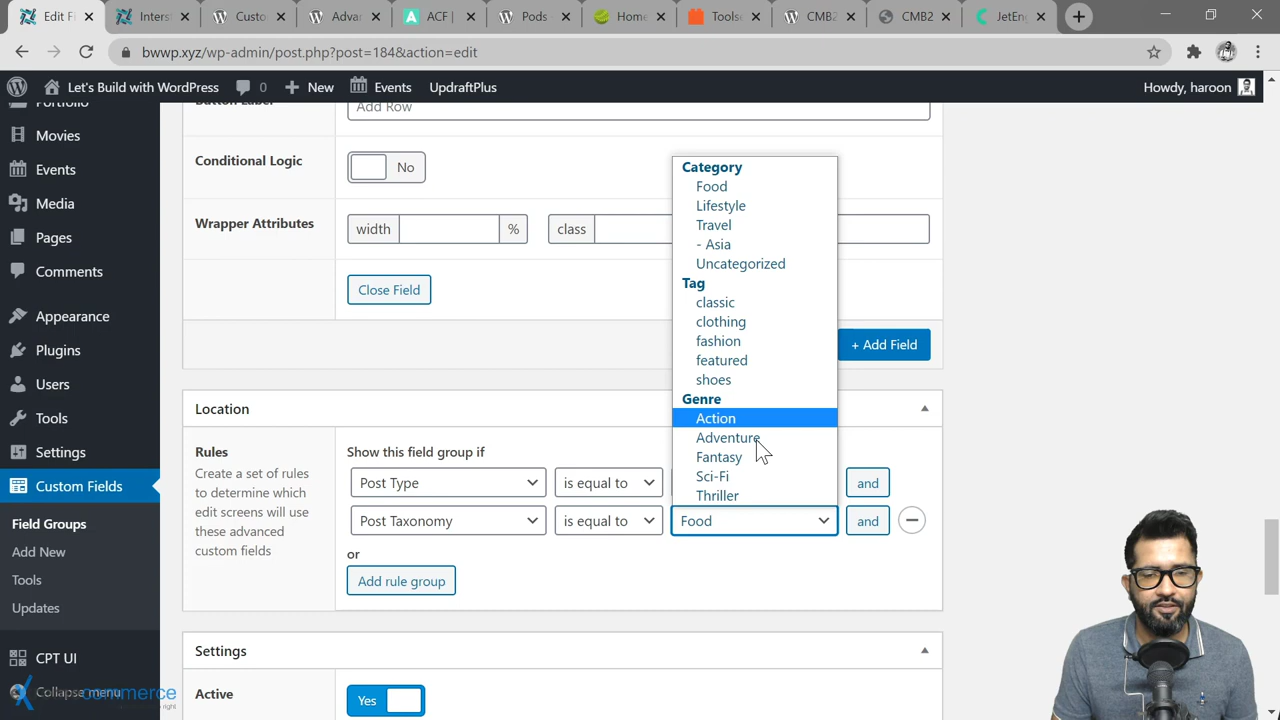 Edit F
Interst
Custo
Advar
ACF |
Pods -
Home
Toolse
CMB2
CMB2
JetEng
bwwp.xyz/wp-admin/post.php?post=184&action=edit
Let's Build with WordPress
0
New
Events
UpdraftPlus
Howdy, haroon
Portfolio
Movies
Events
Media
Pages
Comments
Appearance
Plugins
Users
Tools
Settings
Custom Fields
Field Groups
Add New
Tools
Updates
CPT UI
Collapse menu
commerce
Button Label
Add Row
Conditional Logic
No
Wrapper Attributes
width
%
class
Close Field
+ Add Field
Category
Food
Lifestyle
Travel
- Asia
Uncategorized
Tag
classic
clothing
fashion
featured
shoes
Genre
Action
Adventure
Fantasy
Sci-Fi
Thriller
Location
Rules
Create a set of rules
to determine which
edit screens will use
these advanced
custom fields
Show this field group if
Post Type
is equal to
and
Post Taxonomy
is equal to
Food
and
or
Add rule group
Settings
Active
Yes